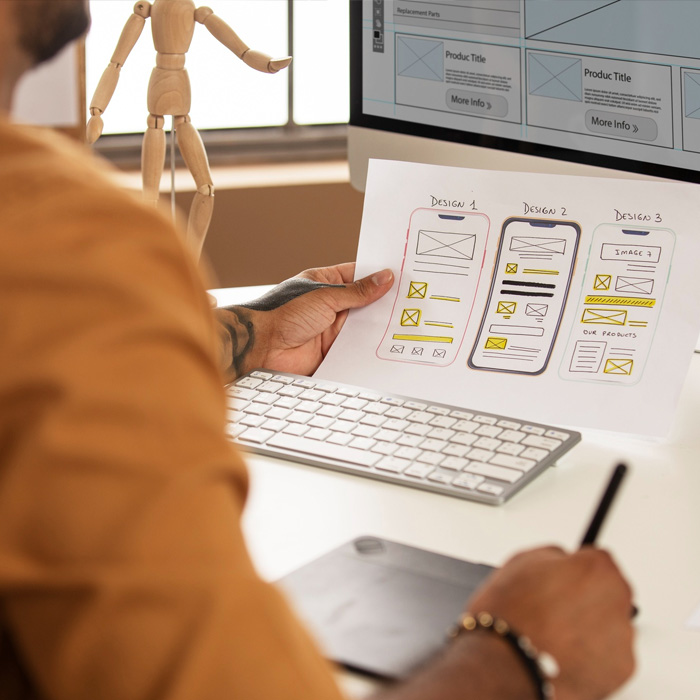 Replacement Parts
Produc Title
More Info »
Produc Title
More Info »
DESIGN 1
DESIGN 2
DESIGN 3
IMAGE 7
OUR PRODUCTS